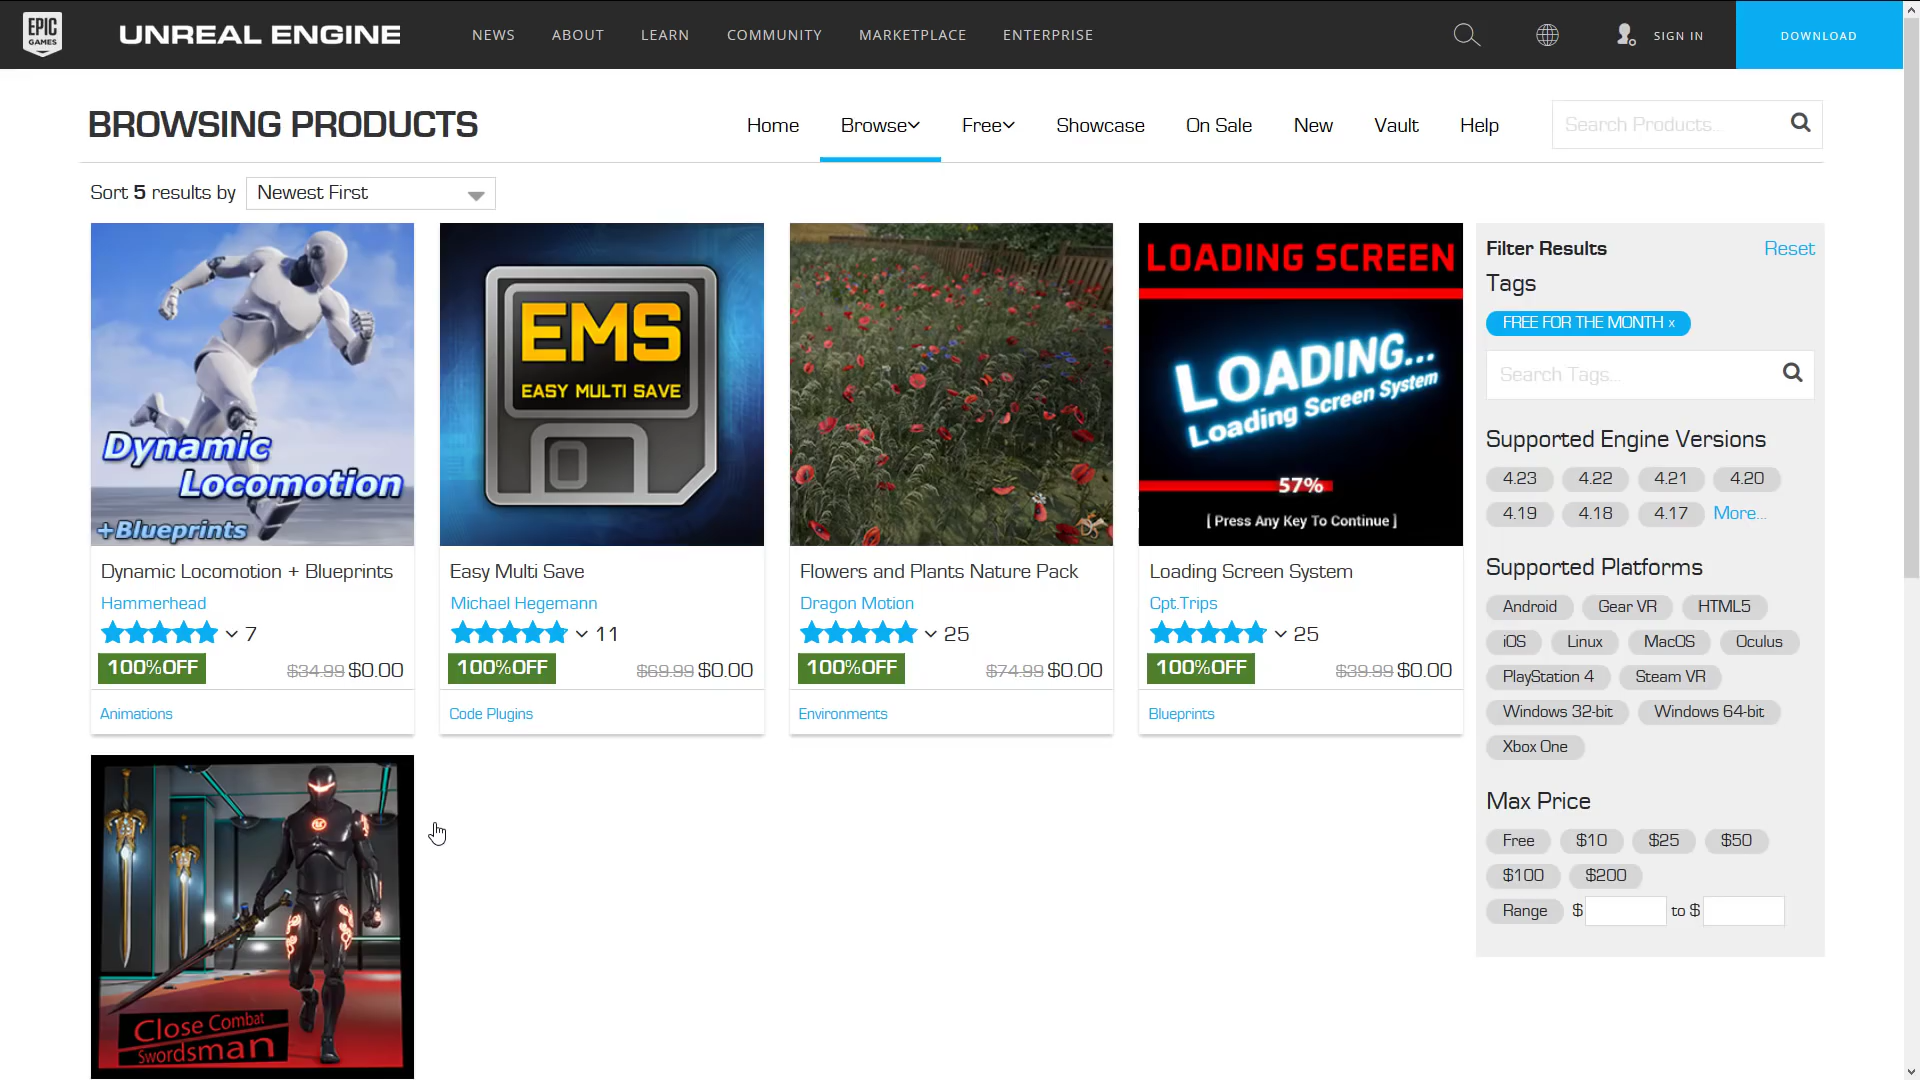 EPIC
GAMES
UNREAL ENGINE
NEWS
ABOUT
LEARN
COMMUNITY
MARKETPLACE
ENTERPRISE
SIGN IN
DOWNLOAD
BROWSING PRODUCTS
Home
Browse
Free
Showcase
On Sale
New
Vault
Help
Search Products...
Sort 5 results by
Newest First
Dynamic
Locomotion
+Blueprints
Dynamic Locomotion + Blueprints
Hammerhead
7
100%OFF
$34.99 $0.00
Animations
EMS
EASY MULTI SAVE
Easy Multi Save
Michael Hegemann
11
100%OFF
$69.99 $0.00
Code Plugins
Flowers and Plants Nature Pack
Dragon Motion
25
100%OFF
$74.99 $0.00
Environments
LOADING SCREEN
LOADING...
Loading Screen System
57%
[ Press Any Key To Continue ]
Loading Screen System
Cpt.Trips
25
100%OFF
$39.99 $0.00
Blueprints
Close Combat
Swordsman
Filter Results
Reset
Tags
FREE FOR THE MONTH x
Search Tags...
Supported Engine Versions
4.23 4.22 4.21 4.20
4.19 4.18 4.17 More...
Supported Platforms
Android Gear VR HTML5
iOS Linux MacOS Oculus
PlayStation 4 Steam VR
Windows 32-bit Windows 64-bit
Xbox One
Max Price
Free $10 $25 $50
$100 $200
Range $ to $